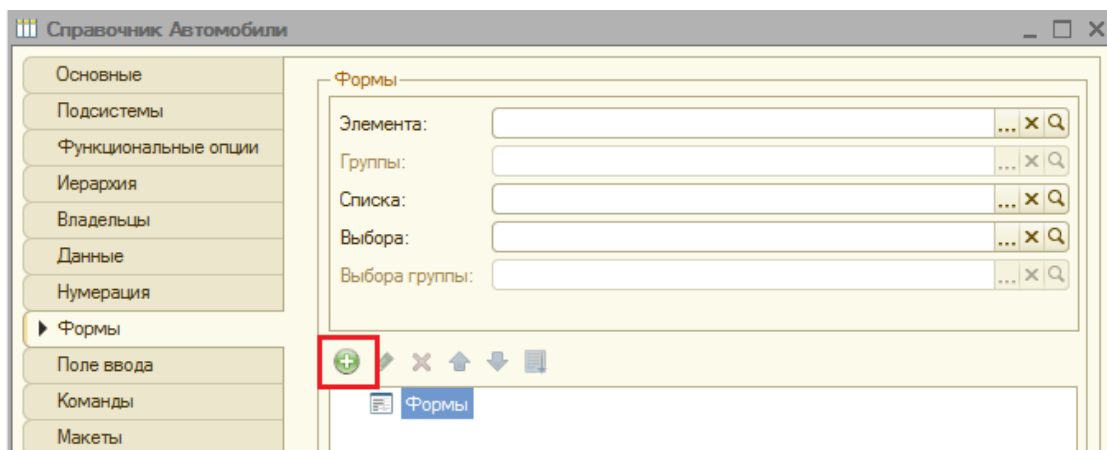 Справочник Автомобили
Основные
Подсистемы
Функциональные опции
Иерархия
Владельцы
Данные
Нумерация
Формы
Поле ввода
Команды
Макеты
Формы
Элемента:
Группы:
Списка:
Выбора:
Выбора группы:
Формы